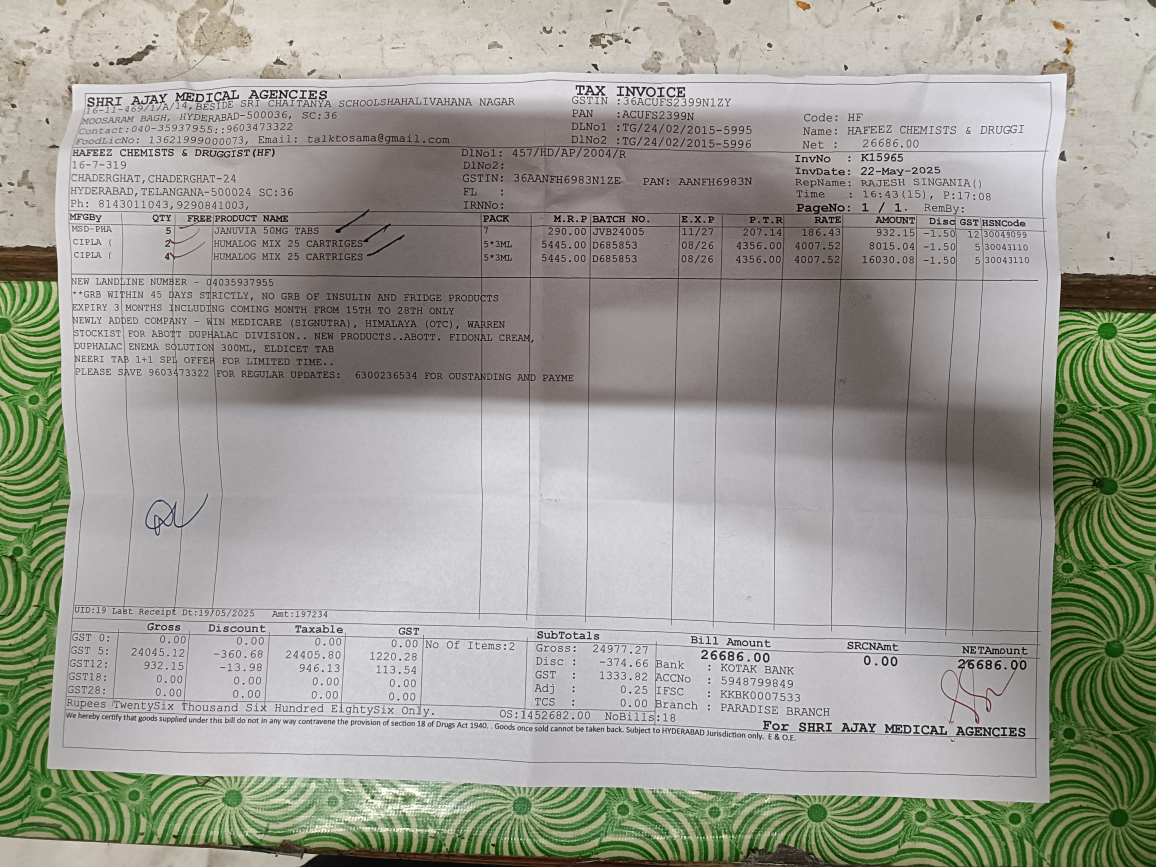 SHRI AJAY MEDICAL AGENCIES
16-11-469/1/A/14, BESIDE SRI CHAITANYA SCHOOLSHAHALIVAHANA NAGAR
MOOSARAM BAGH, HYDERABAD-500036, SC:36
Contact:040-35937955::9603473322
FoodLicNo: 13621999000073, Email: talktosama@gmail.com
TAX INVOICE
GSTIN :36ACUFS2399N1ZY
PAN :ACUFS2399N
DLNo1 :TG/24/02/2015-5995
DLNo2 :TG/24/02/2015-5996
Code: HF
Name: HAFEEZ CHEMISTS & DRUGGI
Net : 26686.00
HAFEEZ CHEMISTS & DRUGGIST(HF)
16-7-319
CHADERGHAT,CHADERGHAT-24
HYDERABAD,TELANGANA-500024 SC:36
Ph: 8143011043,9290841003,
DlNo1: 457/HD/AP/2004/R
DlNo2:
GSTIN: 36AANFH6983N1ZE PAN: AANFH6983N
FL :
IRNNo:
InvNo : K15965
InvDate: 22-May-2025
RepName: RAJESH SINGANIA()
Time : 16:43(15), P:17:08
PageNo: 1 / 1. RemBy:
MFGBy QTY FREE PRODUCT NAME PACK M.R.P BATCH NO. E.X.P P.T.R RATE AMOUNT Disc GST HSNCode
MSD-PHA 5 JANUVIA 50MG TABS 7 290.00 JVB24005 11/27 207.14 186.43 932.15 -1.50 12 30049099
CIPLA ( 2 HUMALOG MIX 25 CARTRIGES 5*3ML 5445.00 D685853 08/26 4356.00 4007.52 8015.04 -1.50 5 30043110
CIPLA ( 4 HUMALOG MIX 25 CARTRIGES 5*3ML 5445.00 D685853 08/26 4356.00 4007.52 16030.08 -1.50 5 30043110
NEW LANDLINE NUMBER - 04035937955
**GRB WITHIN 45 DAYS STRICTLY, NO GRB OF INSULIN AND FRIDGE PRODUCTS
EXPIRY 3 MONTHS INCLUDING COMING MONTH FROM 15TH TO 28TH ONLY
NEWLY ADDED COMPANY - WIN MEDICARE (SIGNUTRA), HIMALAYA (OTC), WARREN
STOCKIST FOR ABOTT DUPHALAC DIVISION.. NEW PRODUCTS..ABOTT. FIDONAL CREAM,
DUPHALAC ENEMA SOLUTION 300ML, ELDICET TAB
NEERI TAB 1+1 SPL OFFER FOR LIMITED TIME..
PLEASE SAVE 9603473322 FOR REGULAR UPDATES: 6300236534 FOR OUSTANDING AND PAYME
UID:19 Last Receipt Dt:19/05/2025 Amt:197234
Gross Discount Taxable GST
GST 0: 0.00 0.00 0.00 0.00 No Of Items:2
GST 5: 24045.12 -360.68 24405.80 1220.28
GST12: 932.15 -13.98 946.13 113.54
GST18: 0.00 0.00 0.00 0.00
GST28: 0.00 0.00 0.00 0.00
Rupees TwentySix Thousand Six Hundred EightySix Only.
SubTotals
Gross: 24977.27
Disc : -374.66
GST : 1333.82
Adj : 0.25
TCS : 0.00
OS:1452682.00 NoBills:18
Bill Amount
26686.00
Bank : KOTAK BANK
ACCNo : 5948799849
IFSC : KKBK0007533
Branch : PARADISE BRANCH
SRCNAmt
0.00
NETAmount
26686.00
We hereby certify that goods supplied under this bill do not in any way contravene the provision of section 18 of Drugs Act 1940, . Goods once sold cannot be taken back. Subject to HYDERABAD Jurisdiction only. E & O.E.
For SHRI AJAY MEDICAL AGENCIES